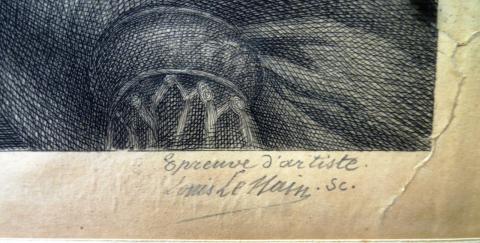 Epreuve d'artiste.
Louis Le Nain. sc.